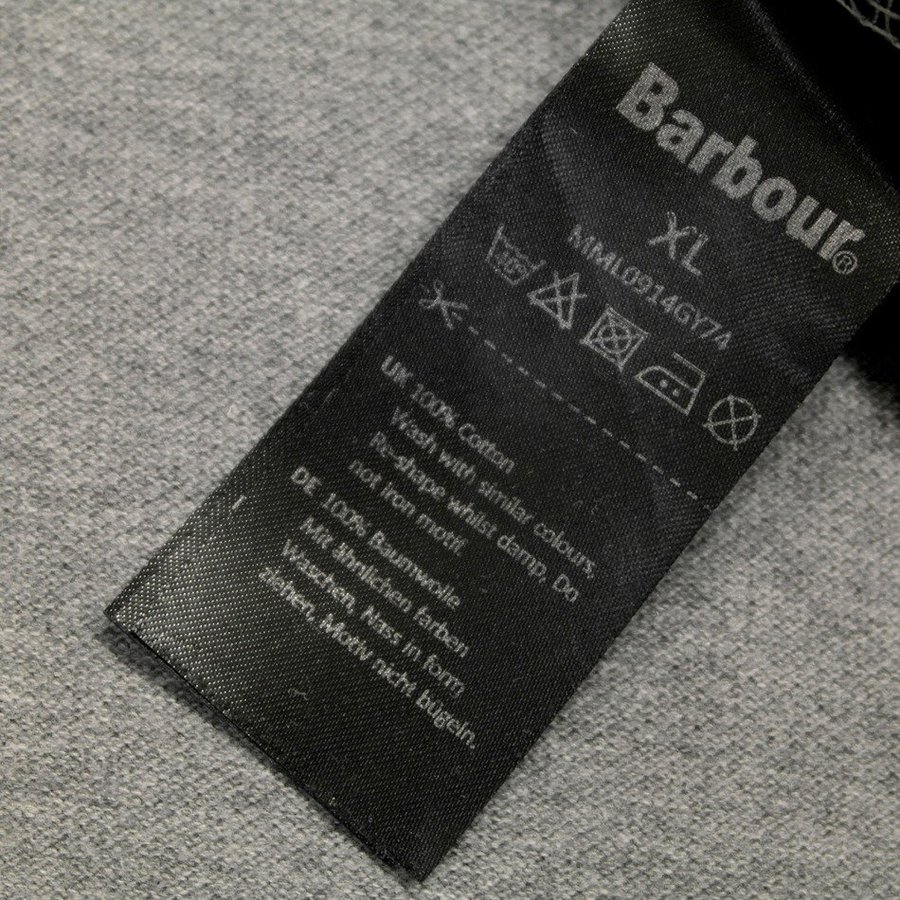 Barbour®
XL
MML0914GY74
UK 100% Cotton
Wash with similar colours,
Re-shape whilst damp, Do
not iron motif.
DE 100% Baumwolle
Mit ähnlichen farben
Waschen, Nass in form
ziehen, Motiv nicht bügeln.